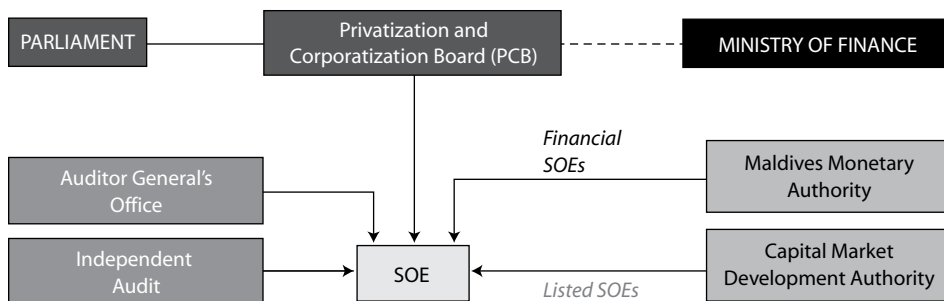 PARLIAMENT
Privatization and
Corporatization Board (PCB)
MINISTRY OF FINANCE
Financial
SOEs
Auditor General's
Office
Maldives Monetary
Authority
Independent
Audit
SOE
Capital Market
Development Authority
Listed SOEs